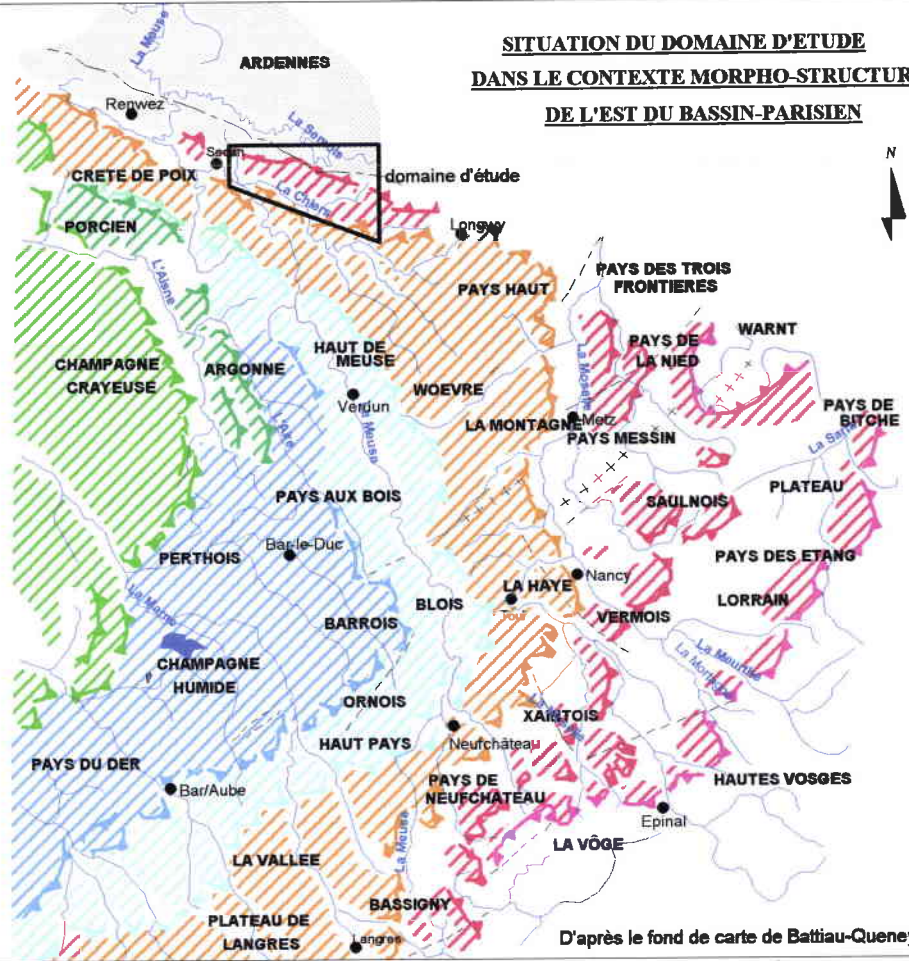 SITUATION DU DOMAINE D'ETUDE
DANS LE CONTEXTE MORPHO-STRUCTUR
DE L'EST DU BASSIN-PARISIEN
La Meuse
ARDENNES
Renwez
La Semois
N
Sedan
domaine d'étude
CRETE DE POIX
La Chiers
PORCIEN
Longwy
L'Aisne
PAYS HAUT
PAYS DES TROIS
FRONTIERES
WARNT
HAUT DE
MEUSE
PAYS DE
LA NIED
CHAMPAGNE
CRAYEUSE
ARGONNE
La Moselle
WOEVRE
Verdun
La Meuse
L'Aire
PAYS DE
BITCHE
LA MONTAGNE
Metz
PAYS MESSIN
La Sarre
PLATEAU
SAULNOIS
PAYS AUX BOIS
PERTHOIS
Bar-le-Duc
PAYS DES ETANG
Nancy
LA HAYE
LORRAIN
La Marne
BLOIS
Toul
VERMOIS
BARROIS
La Meurthe
La Mortagne
CHAMPAGNE
HUMIDE
ORNOIS
XAINTOIS
HAUT PAYS
Neufchâteau
PAYS DU DER
PAYS DE
NEUFCHATEAU
HAUTES VOSGES
Bar/Aube
Epinal
La Meuse
LA VÔGE
LA VALLEE
BASSIGNY
PLATEAU DE
LANGRES
Langres
D'après le fond de carte de Battiau-Queney